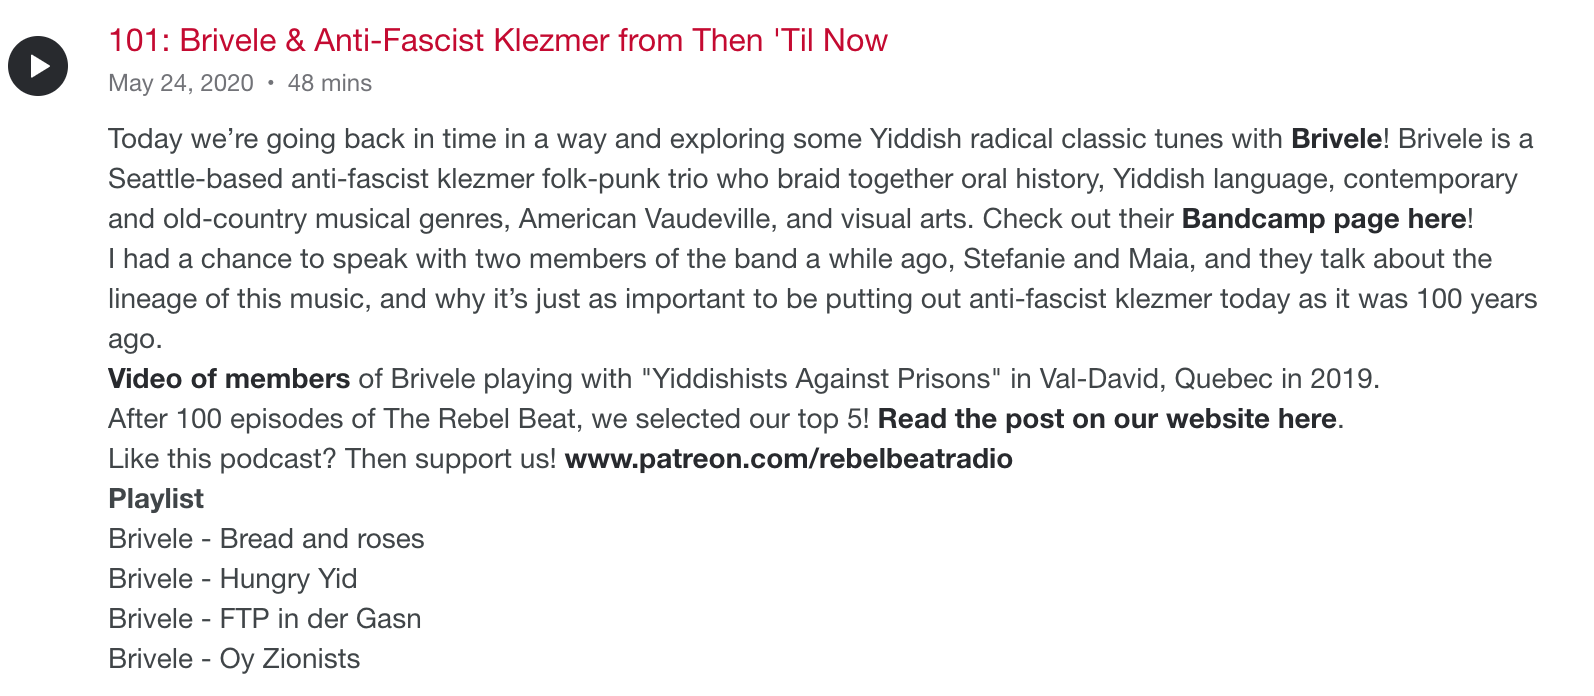 101: Brivele & Anti-Fascist Klezmer from Then 'Til Now
May 24, 2020 • 48 mins
Today we’re going back in time in a way and exploring some Yiddish radical classic tunes with Brivele! Brivele is a
Seattle-based anti-fascist klezmer folk-punk trio who braid together oral history, Yiddish language, contemporary
and old-country musical genres, American Vaudeville, and visual arts. Check out their Bandcamp page here!
I had a chance to speak with two members of the band a while ago, Stefanie and Maia, and they talk about the
lineage of this music, and why it’s just as important to be putting out anti-fascist klezmer today as it was 100 years
ago.
Video of members of Brivele playing with "Yiddishists Against Prisons" in Val-David, Quebec in 2019.
After 100 episodes of The Rebel Beat, we selected our top 5! Read the post on our website here.
Like this podcast? Then support us! www.patreon.com/rebelbeatradio
Playlist
Brivele - Bread and roses
Brivele - Hungry Yid
Brivele - FTP in der Gasn
Brivele - Oy Zionists